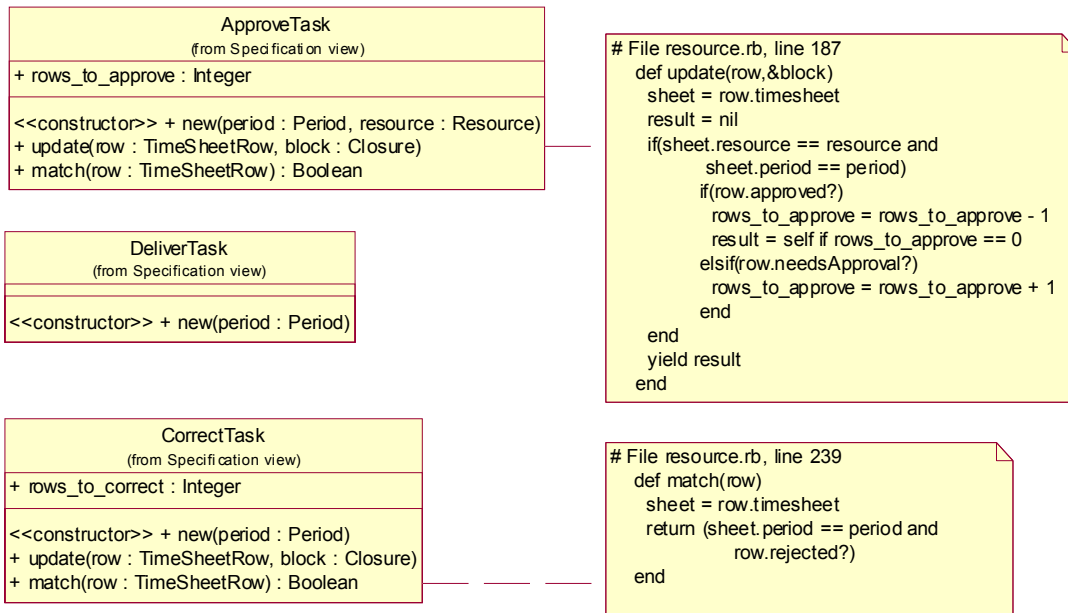 ApproveTask
(from Specification view)
+ rows_to_approve : Integer
<<constructor>> + new(period : Period, resource : Resource)
+ update(row : TimeSheetRow, block : Closure)
+ match(row : TimeSheetRow) : Boolean
# File resource.rb, line 187
def update(row,&block)
sheet = row.timesheet
result = nil
if(sheet.resource == resource and
sheet.period == period)
if(row.approved?)
rows_to_approve = rows_to_approve - 1
result = self if rows_to_approve == 0
elsif(row.needsApproval?)
rows_to_approve = rows_to_approve + 1
end
end
yield result
end
DeliverTask
(from Specification view)
<<constructor>> + new(period : Period)
CorrectTask
(from Specification view)
+ rows_to_correct : Integer
<<constructor>> + new(period : Period)
+ update(row : TimeSheetRow, block : Closure)
+ match(row : TimeSheetRow) : Boolean
# File resource.rb, line 239
def match(row)
sheet = row.timesheet
return (sheet.period == period and
row.rejected?)
end